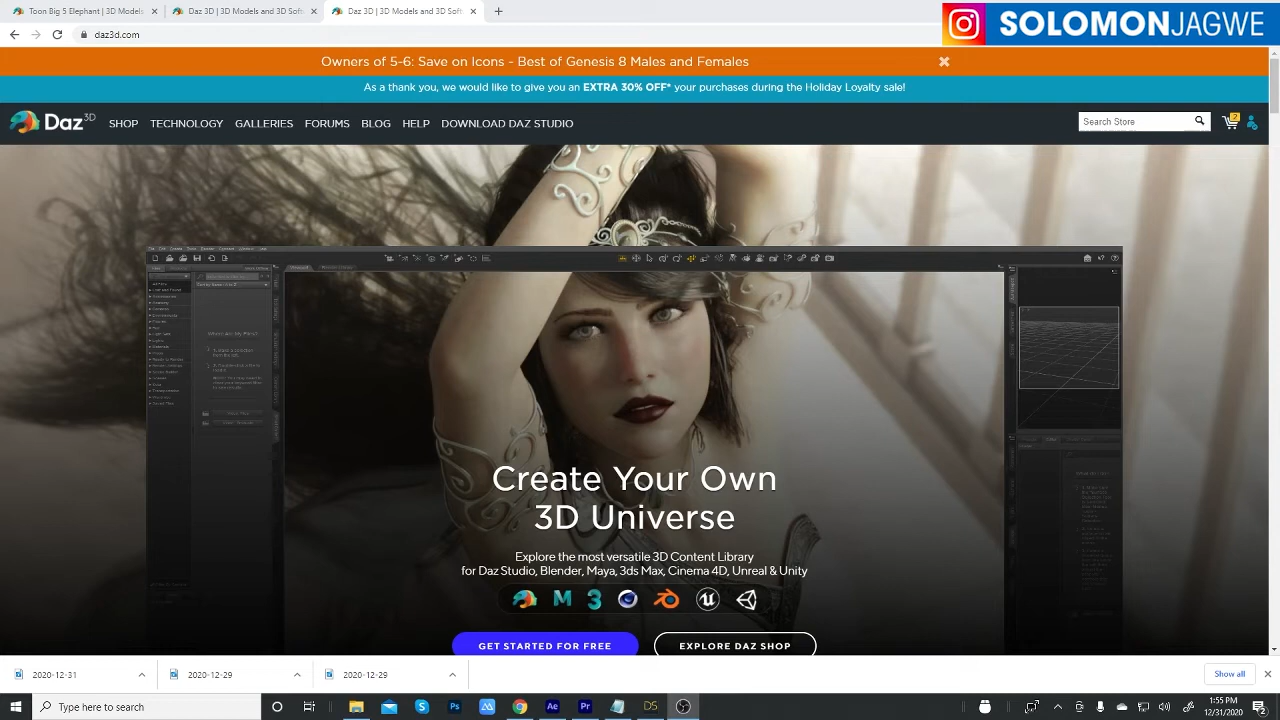 Toon Big 5 Elephant | 3D Models
Daz 3D | 3D Models and 3D Soft
Daz 3D | 3D Models and 3D Soft
SOLOMONJAGWE
daz3d.com
Owners of 5-6: Save on Icons - Best of Genesis 8 Males and Females
As a thank you, we would like to give you an EXTRA 30% OFF* your purchases during the Holiday Loyalty sale!
Daz 3D
SHOP TECHNOLOGY GALLERIES FORUMS BLOG HELP DOWNLOAD DAZ STUDIO
Search Store
2
Create Your Own
3D Universe
Explore the most versatile 3D Content Library
for Daz Studio, Blender, Maya, 3ds Max, Cinema 4D, Unreal & Unity
GET STARTED FOR FREE
EXPLORE DAZ SHOP
2020-12-31
2020-12-29
2020-12-29
Show all
Type here to search
1:55 PM
12/31/2020